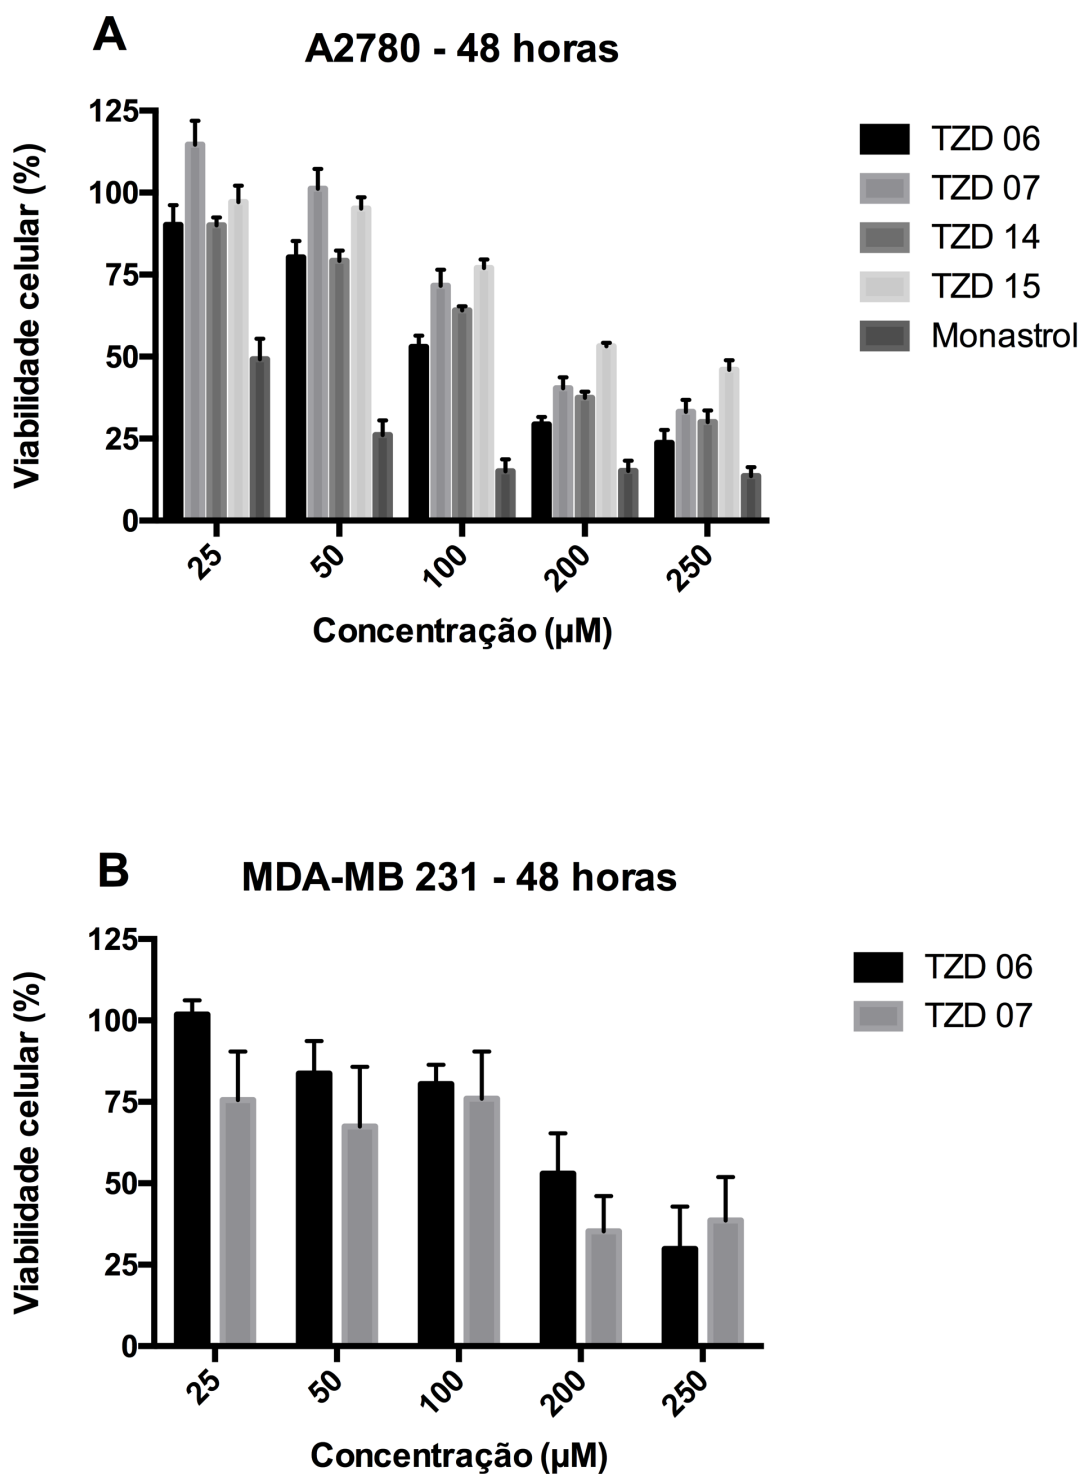 A
A2780 - 48 horas
Viabilidade celular (%)
125
100
75
50
25
0
25
50
100
200
250
Concentração (µM)
TZD 06
TZD 07
TZD 14
TZD 15
Monastrol
B
MDA-MB 231 - 48 horas
Viabilidade celular (%)
125
100
75
50
25
0
25
50
100
200
250
Concentração (µM)
TZD 06
TZD 07